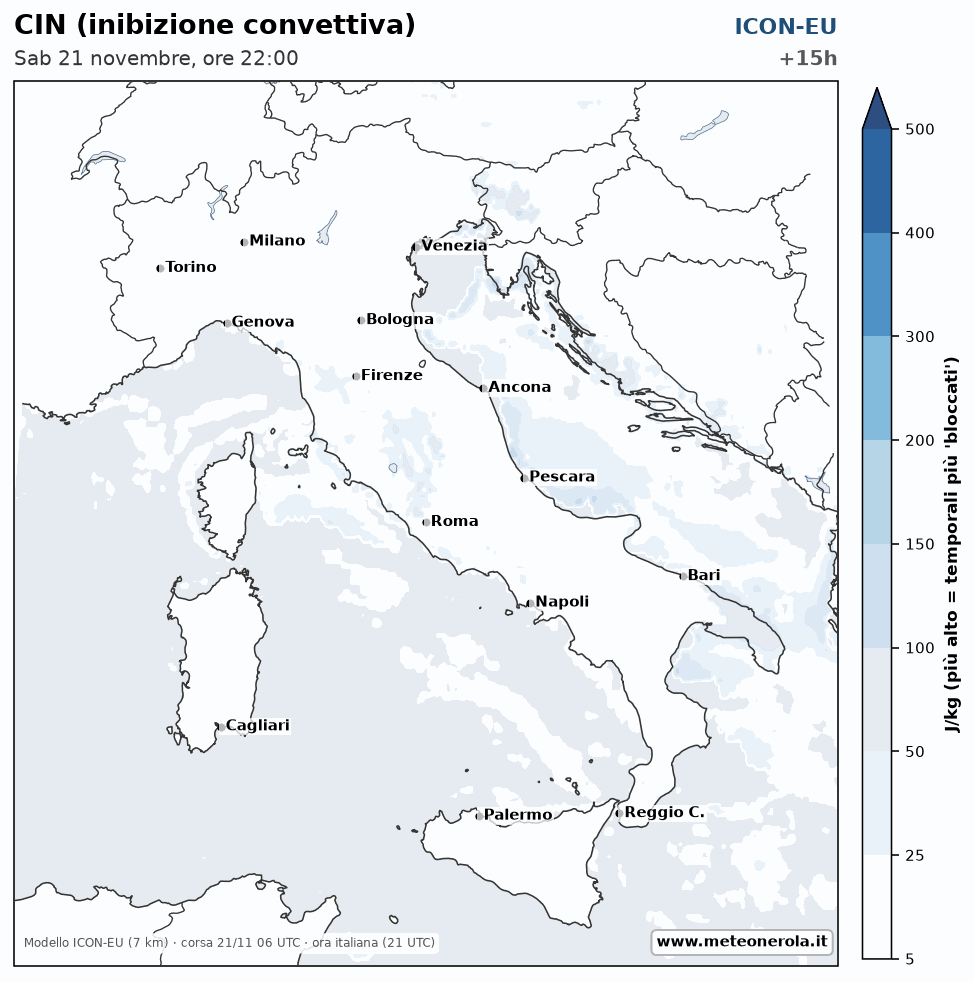 CIN (inibizione convettiva)
ICON-EU
Sab 21 novembre, ore 22:00
+15h
Milano
Venezia
Torino
Genova
Bologna
Firenze
Ancona
Pescara
Roma
Bari
Napoli
Cagliari
Palermo
Reggio C.
Modello ICON-EU (7 km) · corsa 21/11 06 UTC · ora italiana (21 UTC)
www.meteonerola.it
500
400
300
200
150
100
50
25
5
J/kg (più alto = temporali più 'bloccati')